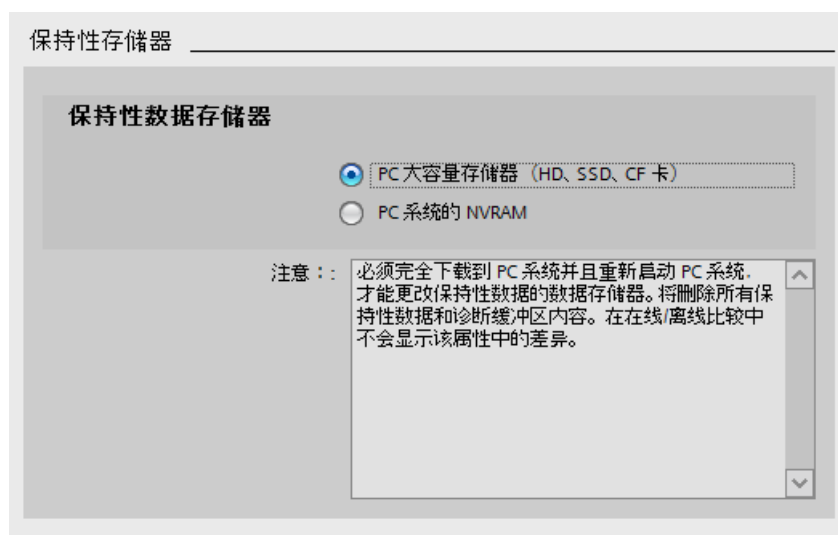 保持性存储器
保持性数据存储器
PC 大容量存储器（HD、SSD、CF 卡）
PC 系统的 NVRAM
注意：:
必须完全下载到 PC 系统并且重新启动 PC 系统，
才能更改保持性数据的数据存储器。将删除所有保
持性数据和诊断缓冲区内容。在在线/离线比较中
不会显示该属性中的差异。